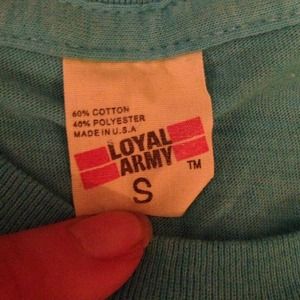 60% COTTON
40% POLYESTER
MADE IN U.S.A
LOYAL
ARMY
TM
S